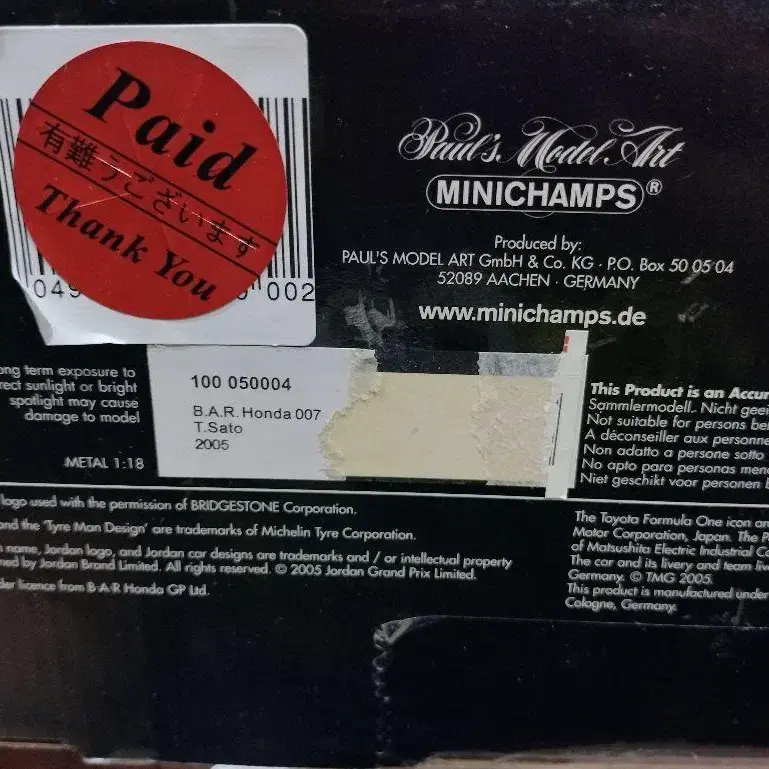 Paid
有難うございます
Thank You
049
002
Paul's Model Art
MINICHAMPS®
Produced by:
PAUL'S MODEL ART GmbH & Co. KG · P.O. Box 50 05 04
52089 AACHEN · GERMANY
www.minichamps.de
ong term exposure to
rect sunlight or bright
spotlight may cause
damage to model
METAL 1:18
100 050004
B.A.R. Honda 007
T.Sato
2005
This Product is an Accur
Sammlermodell. Nicht geei
Not suitable for persons be
A déconseiller aux personne
Non adatto a persone sotto
No apto para personas men
Niet geschikt voor personen b
logo used with the permission of BRIDGESTONE Corporation.
and the 'Tyre Man Design' are trademarks of Michelin Tyre Corporation.
name, Jordan logo, and Jordan car designs are trademarks and / or intellectual property
ned by Jordan Brand Limited. All rights reserved. © 2005 Jordan Grand Prix Limited.
der licence from B·A·R Honda GP Ltd.
The Toyota Formula One icon an
Motor Corporation, Japan. The P
of Matsushita Electric Industrial Co
The car and its livery and team live
Germany. © TMG 2005.
This product is manufactured under
Cologne, Germany.